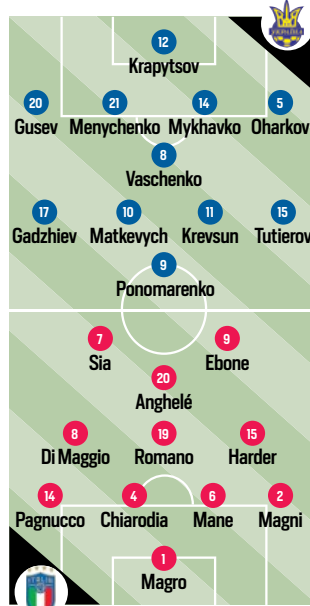 УКРАЇНА
12
Krapytsov
20 21 14 5
Gusev Menychenko Mykhavko Oharkov
8
Vaschenko
17 10 11 15
Gadzhiev Matkevych Krevsun Tutierov
9
Ponomarenko
7 9
Sia Ebone
20
Anghelé
8 19 15
Di Maggio Romano Harder
14 4 6 2
Pagnucco Chiarodia Mane Magni
1
Magro
ITALIA